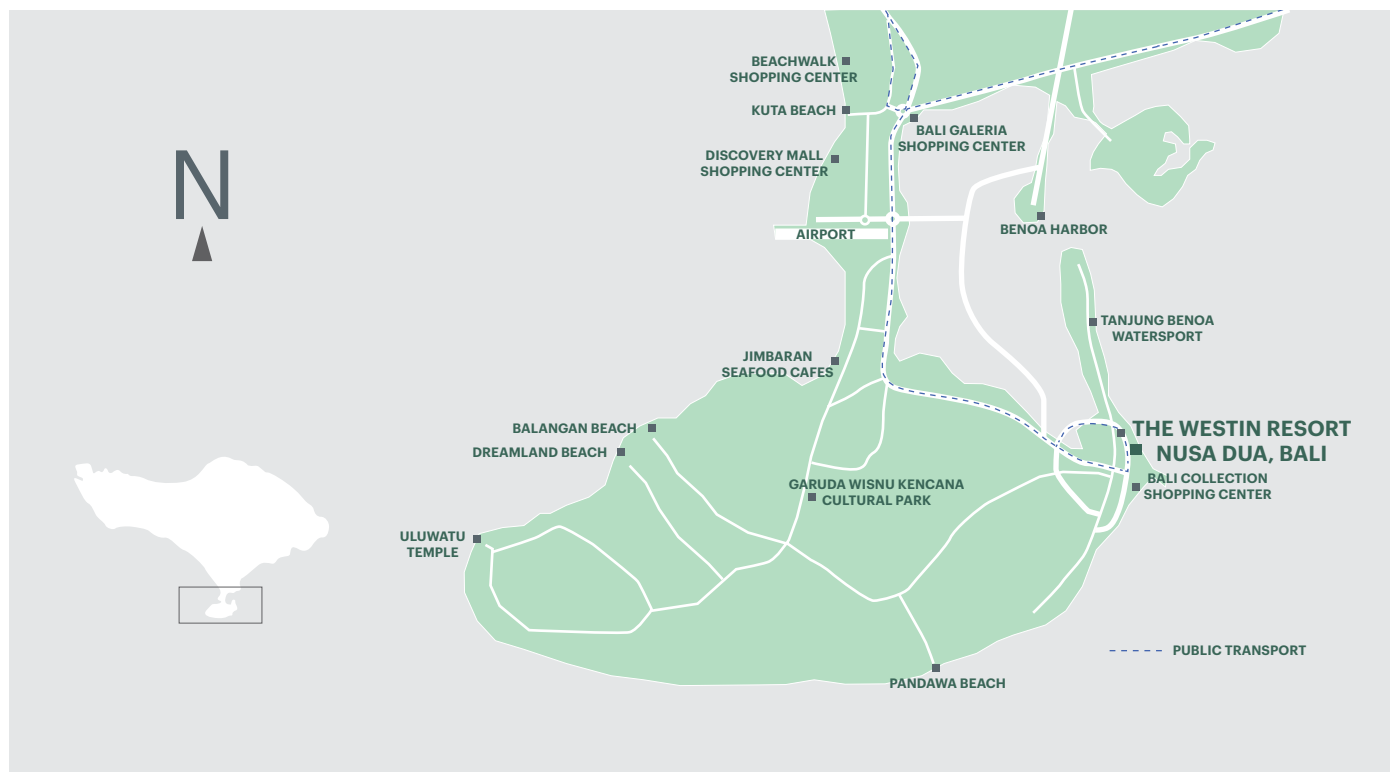 BEACHWALK
SHOPPING CENTER
KUTA BEACH
BALI GALERIA
SHOPPING CENTER
DISCOVERY MALL
SHOPPING CENTER
N
AIRPORT
BENOA HARBOR
TANJUNG BENOA
WATERSPORT
JIMBARAN
SEAFOOD CAFES
BALANGAN BEACH
DREAMLAND BEACH
THE WESTIN RESORT
NUSA DUA, BALI
BALI COLLECTION
SHOPPING CENTER
GARUDA WISNU KENCANA
CULTURAL PARK
ULUWATU
TEMPLE
PUBLIC TRANSPORT
PANDAWA BEACH